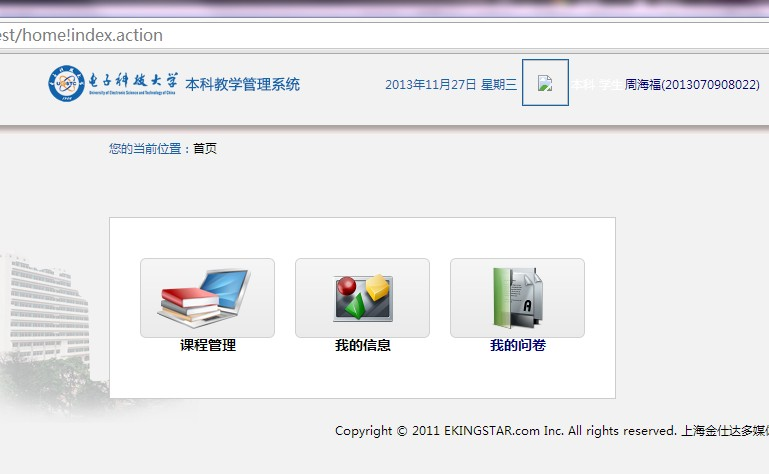 est/home!index.action
电子科技大学 本科教学管理系统 2013年11月27日 星期三 本科 学生 周海福(2013070908022)
University of Electronic Science and Technology of China
您的当前位置：首页
课程管理 我的信息 我的问卷
Copyright © 2011 EKINGSTAR.com Inc. All rights reserved. 上海金仕达多媒体